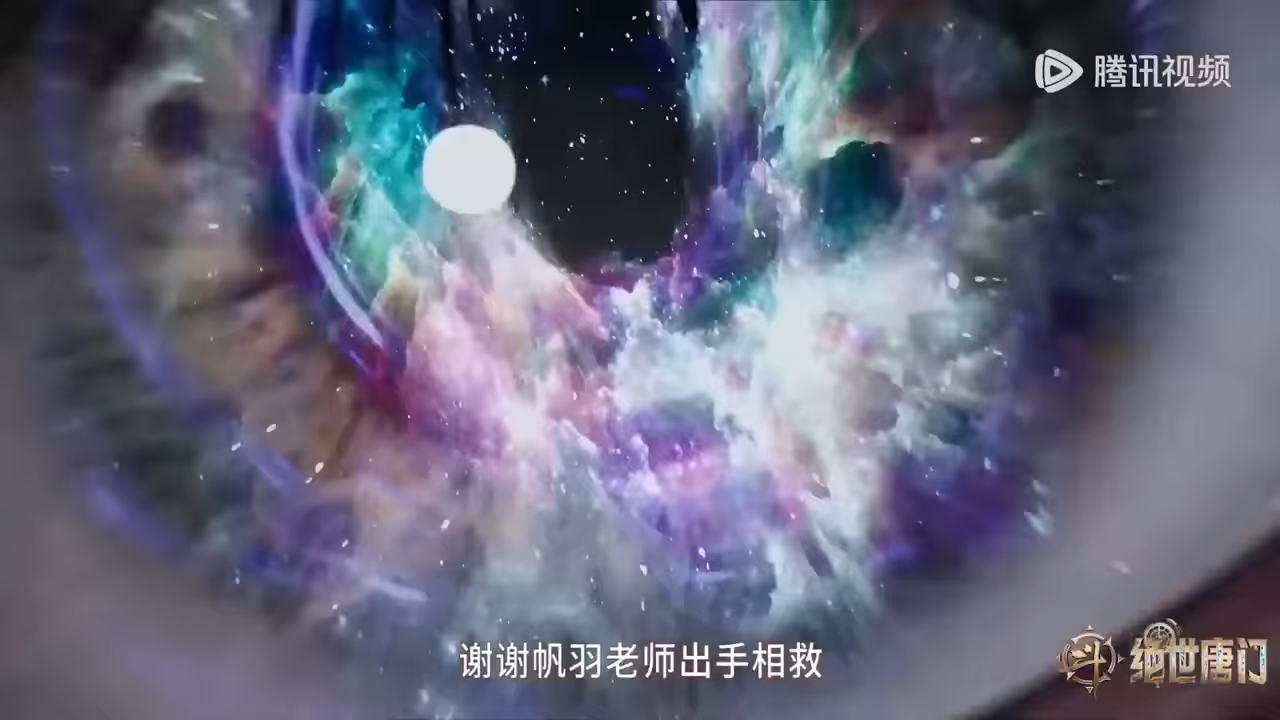 腾讯视频
谢谢帆羽老师出手相救
斗 绝世唐门